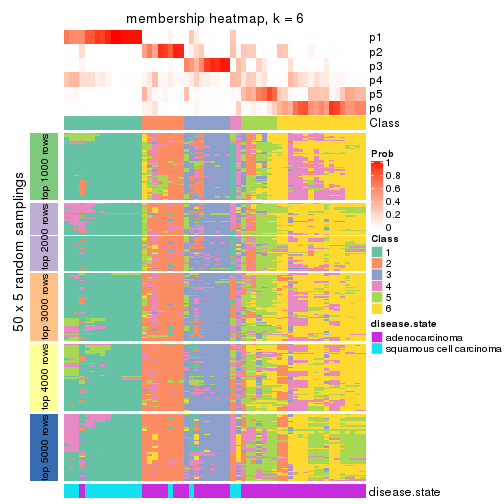 membership heatmap, k = 6
p1
p2
p3
p4
p5
p6
Class
50 x 5 random samplings
top 1000 rows
top 2000 rows
top 3000 rows
top 4000 rows
top 5000 rows
Prob
1
0.8
0.6
0.4
0.2
0
Class
1
2
3
4
5
6
disease.state
adenocarcinoma
squamous cell carcinoma
disease.state